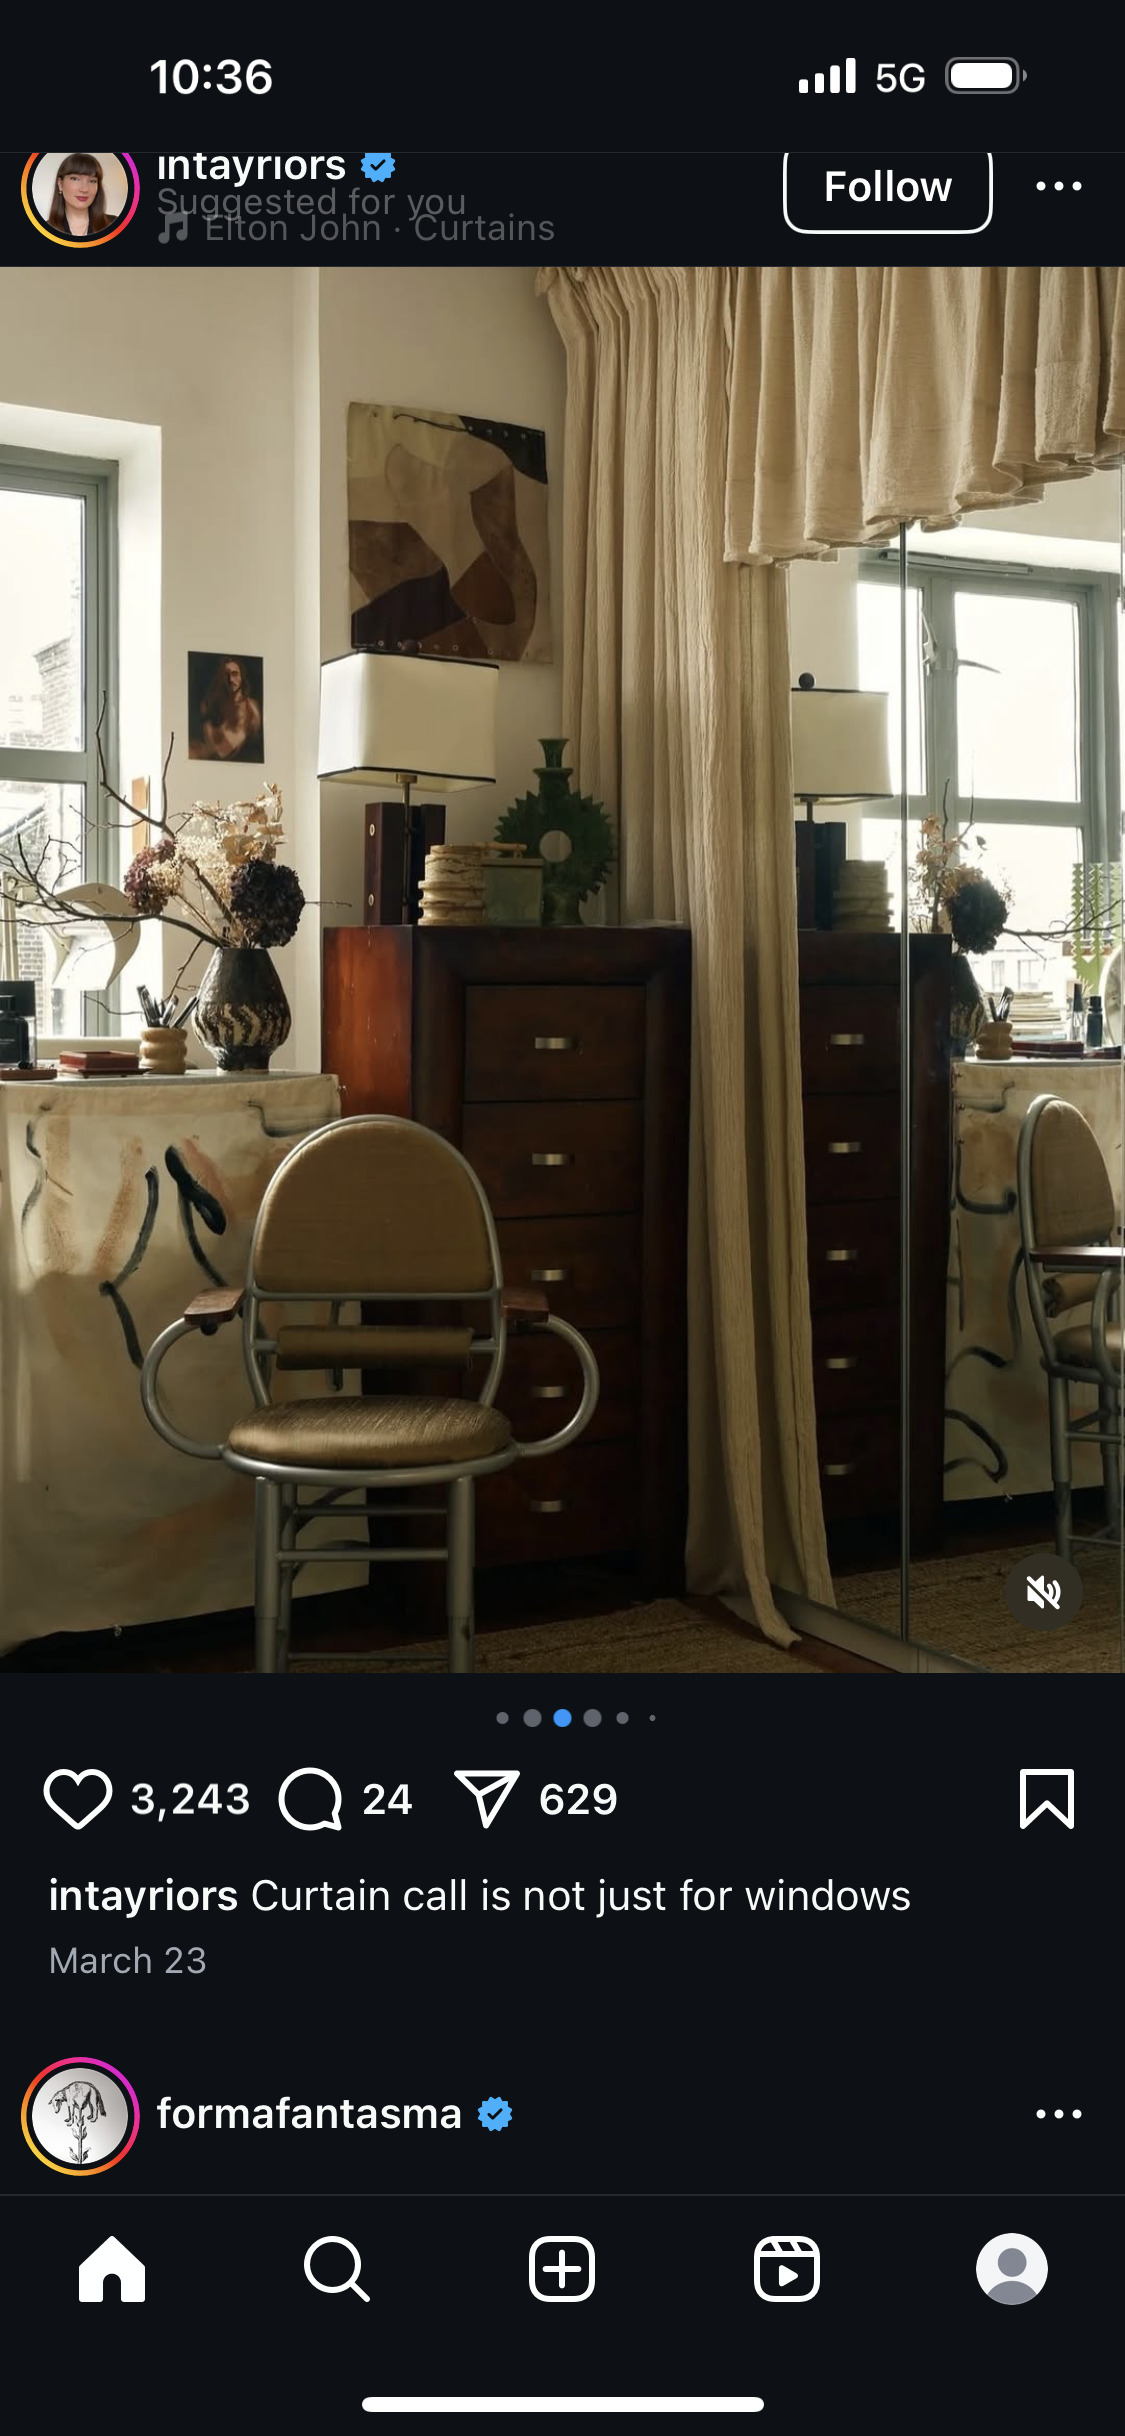 10:36
5G
intayriors
Follow
Suggested for you
Elton John · Curtains
3,243
24
629
intayriors Curtain call is not just for windows
March 23
formafantasma